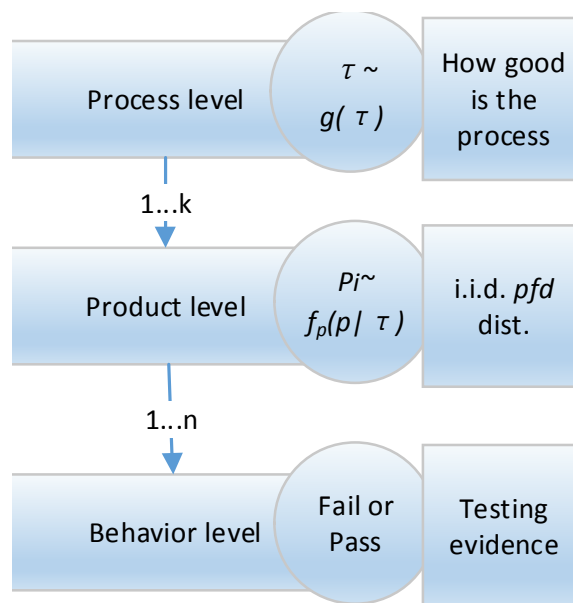 Process level
τ ~
g( τ )
How good
is the
process
1...k
Product level
Pi~
fp(p| τ )
i.i.d. pfd
dist.
1...n
Behavior level
Fail or
Pass
Testing
evidence